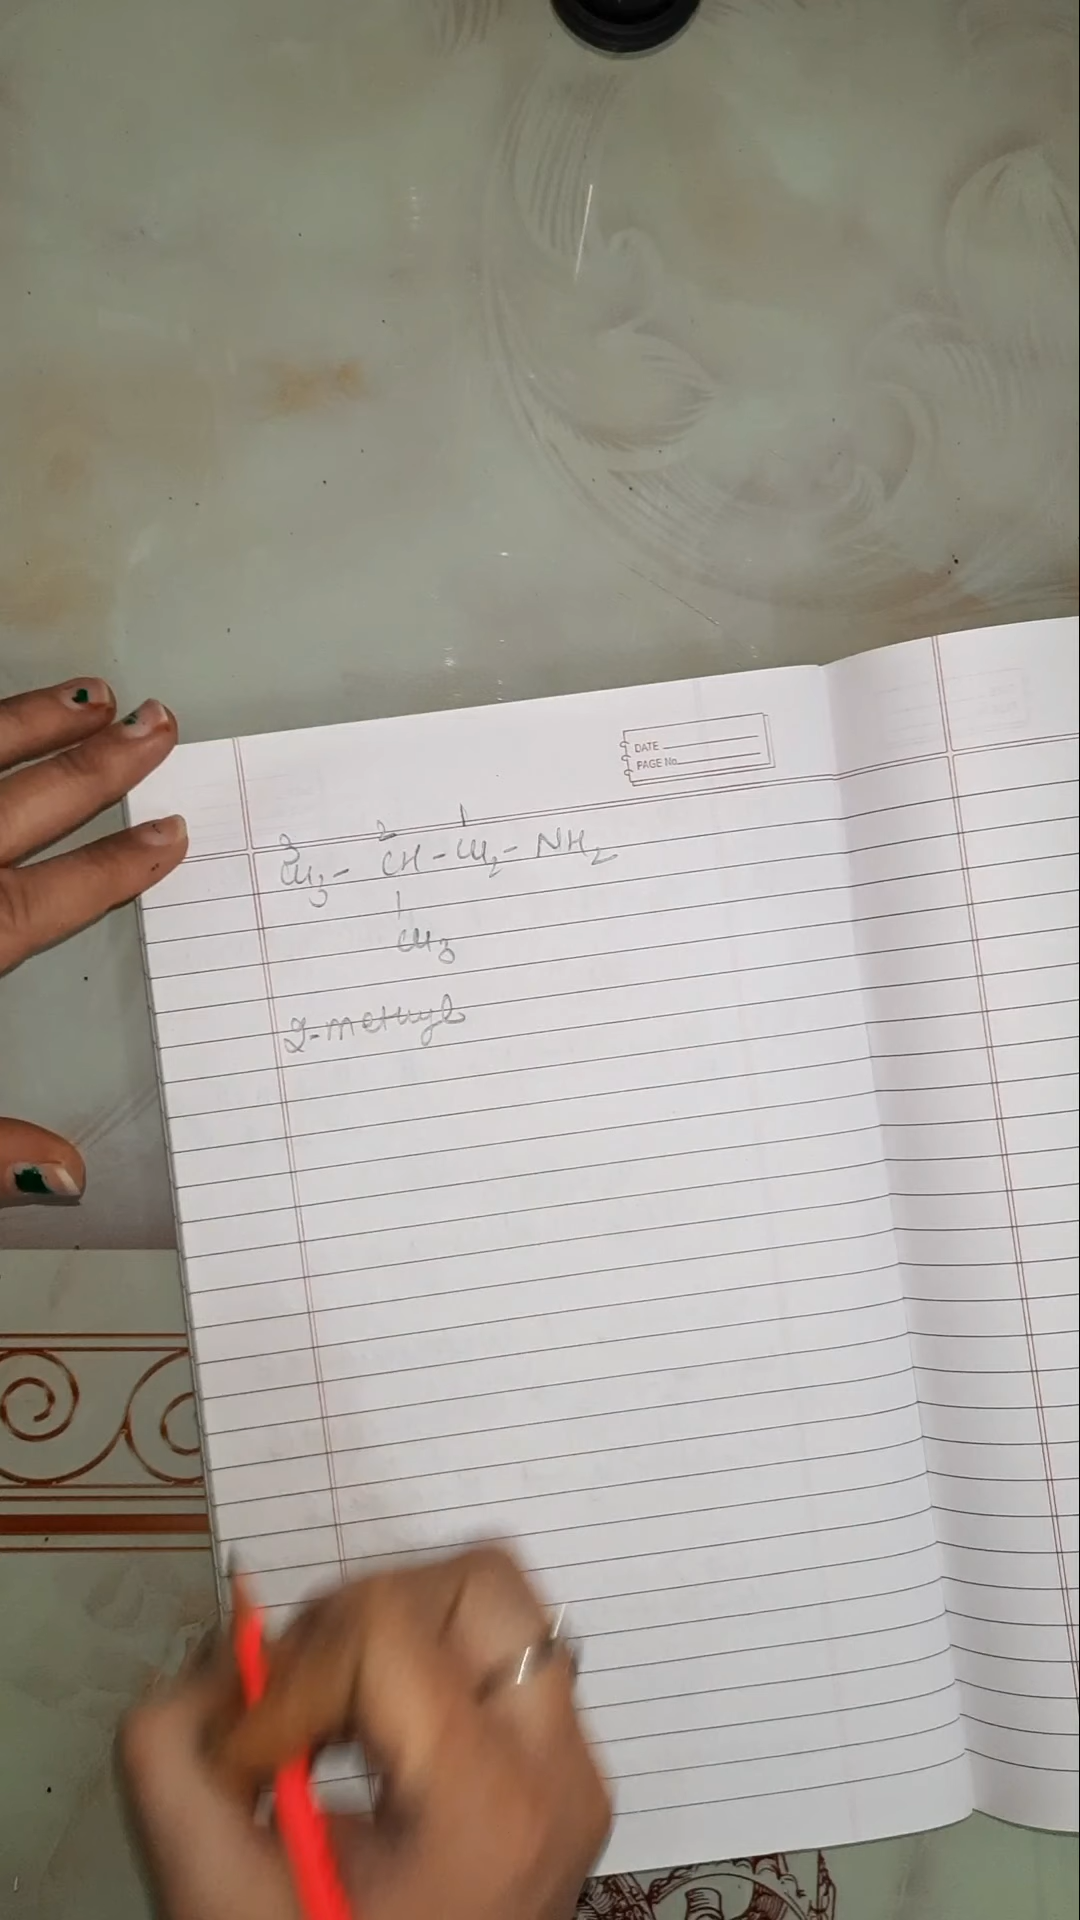 DATE
PAGE No.
3 2 1
CH3 - CH - CH2 - NH2
|
CH3
2-methyl